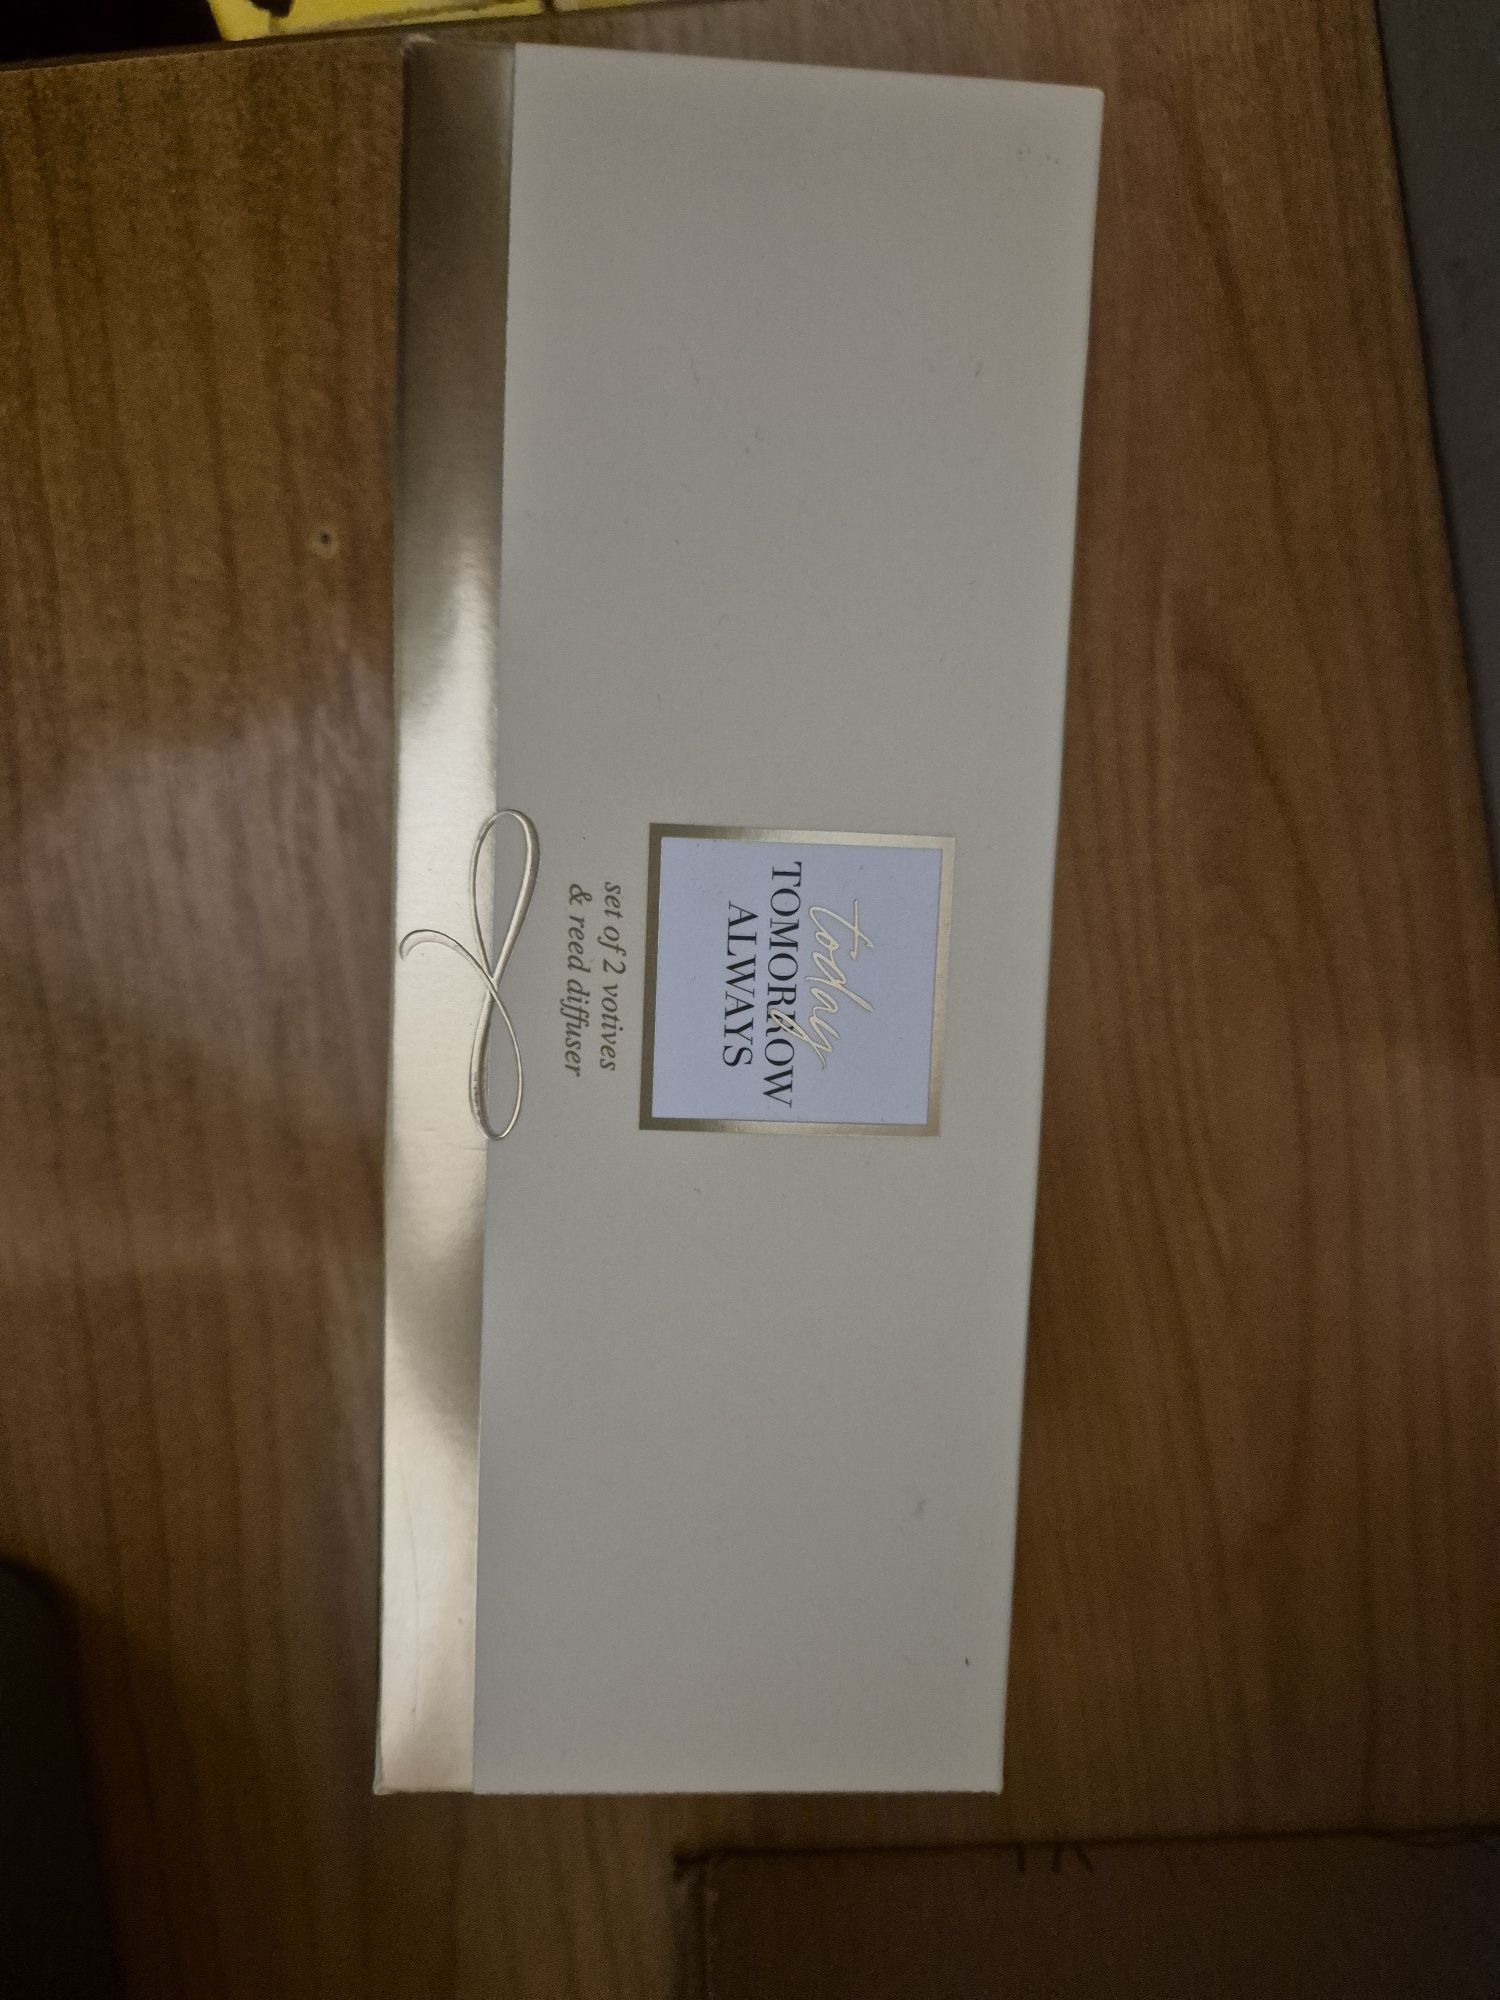 today
TOMORROW
ALWAYS
set of 2 votives
& reed diffuser